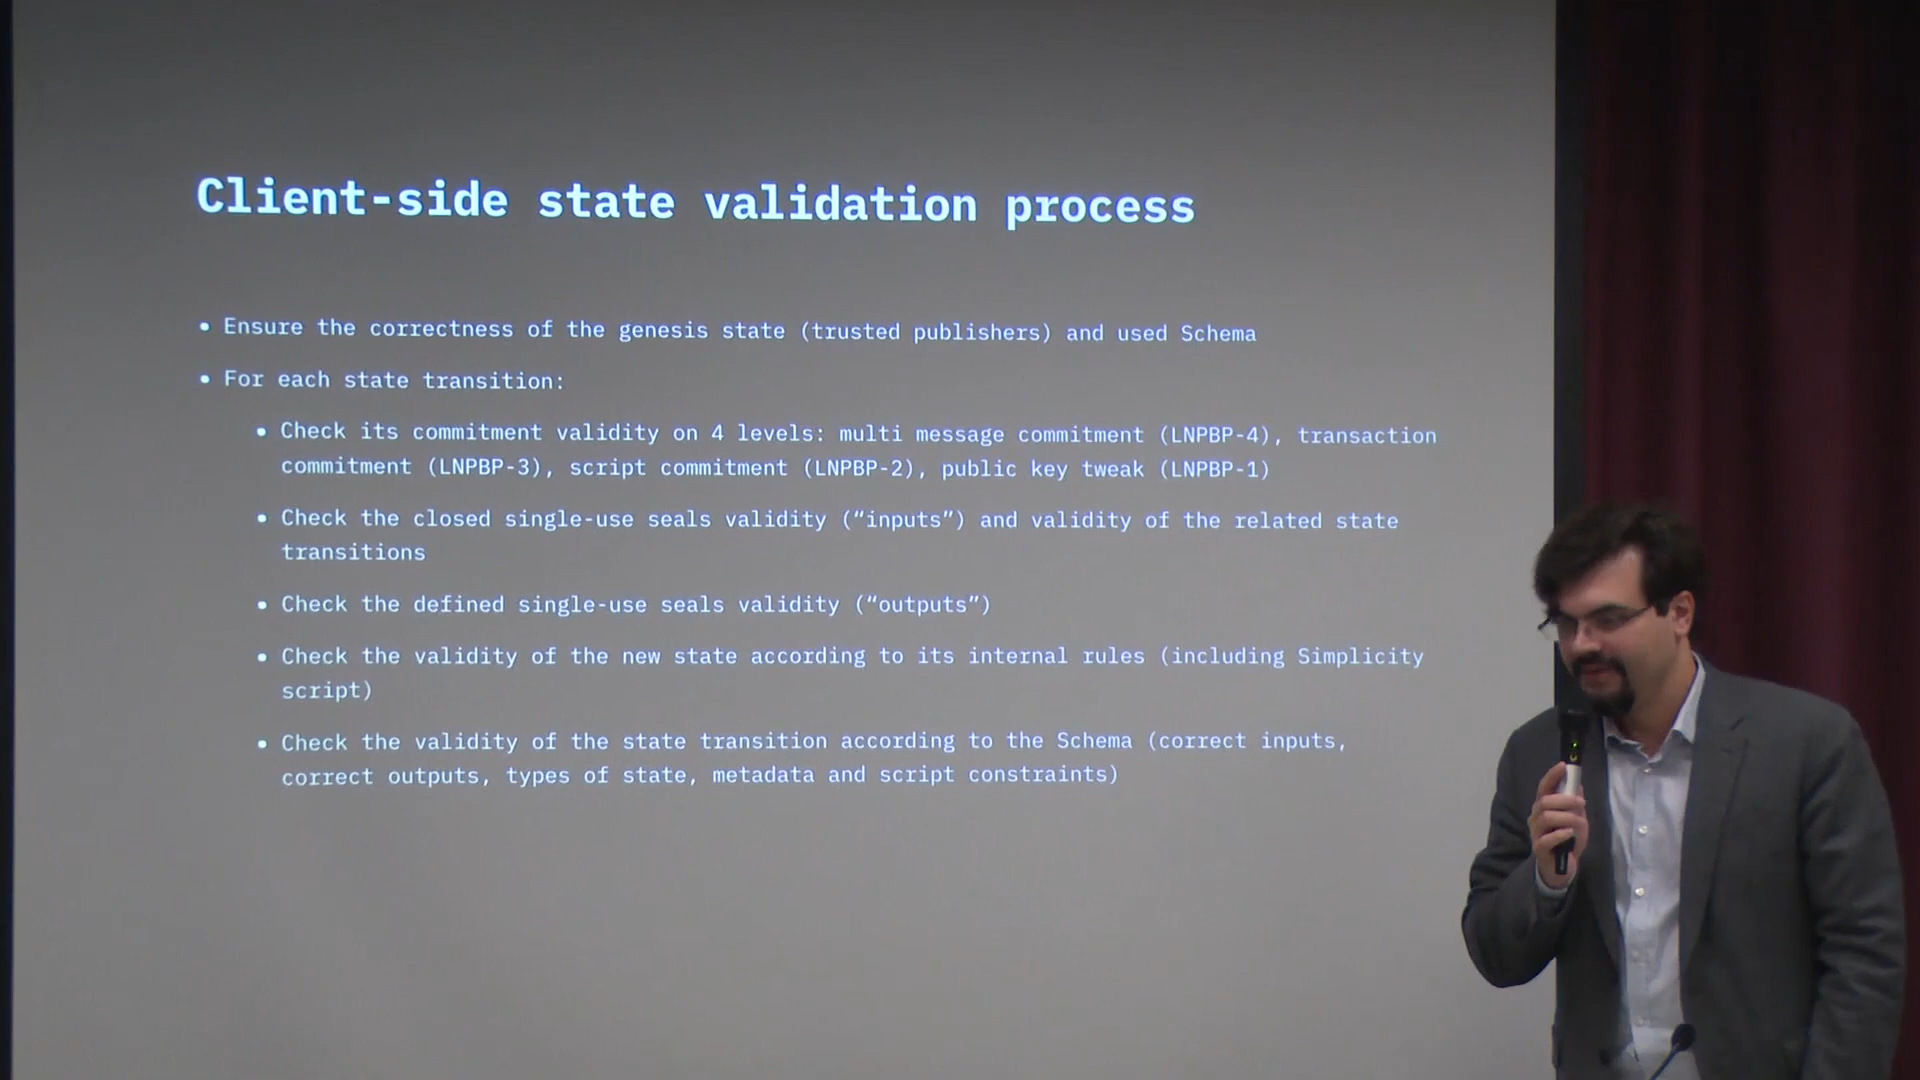 Client-side state validation process
• Ensure the correctness of the genesis state (trusted publishers) and used Schema
• For each state transition:
• Check its commitment validity on 4 levels: multi message commitment (LNPBP-4), transaction
commitment (LNPBP-3), script commitment (LNPBP-2), public key tweak (LNPBP-1)
• Check the closed single-use seals validity (“inputs”) and validity of the related state
transitions
• Check the defined single-use seals validity (“outputs”)
• Check the validity of the new state according to its internal rules (including Simplicity
script)
• Check the validity of the state transition according to the Schema (correct inputs,
correct outputs, types of state, metadata and script constraints)